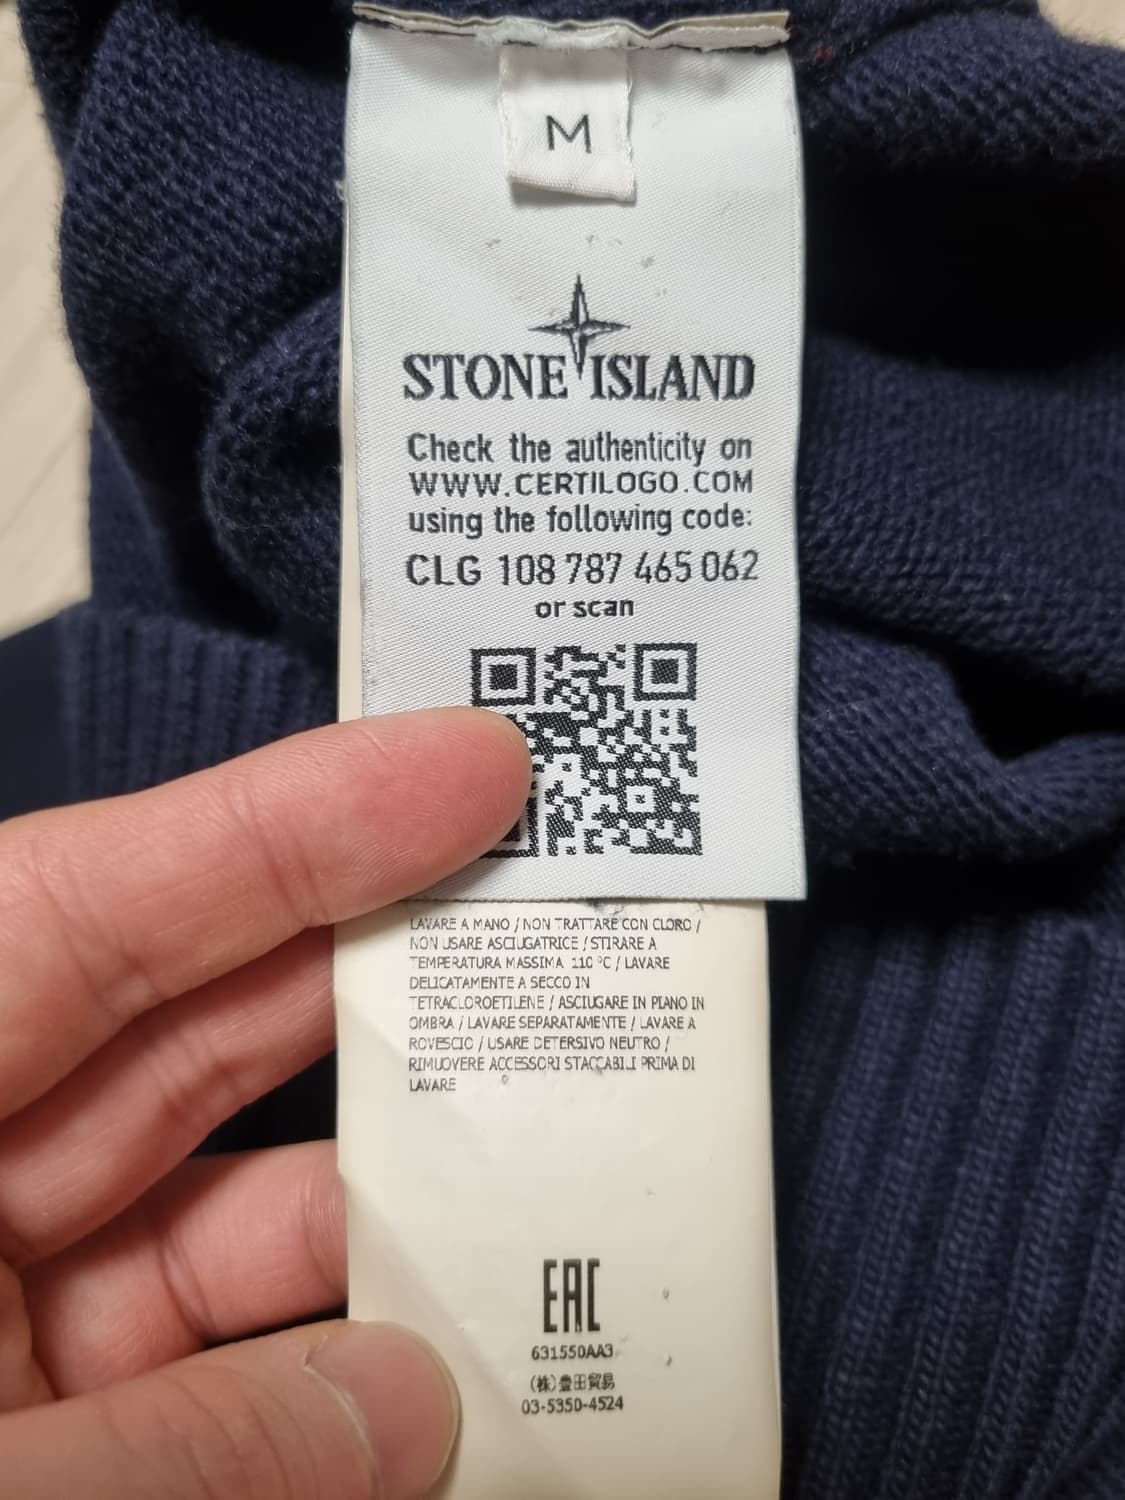 M
STONE ISLAND
Check the authenticity on
WWW.CERTILOGO.COM
using the following code:
CLG 108 787 465 062
or scan
LAVARE A MANO / NON TRATTARE CON CLORO /
NON USARE ASCIUGATRICE / STIRARE A
TEMPERATURA MASSIMA 110 °C / LAVARE
DELICATAMENTE A SECCO IN
TETRACLOROETILENE / ASCIUGARE IN PIANO IN
OMBRA / LAVARE SEPARATAMENTE / LAVARE A
ROVESCIO / USARE DETERSIVO NEUTRO /
RIMUOVERE ACCESSORI STACCABILI PRIMA DI
LAVARE
EAC
631550AA3
(株)豊田貿易
03-5350-4524